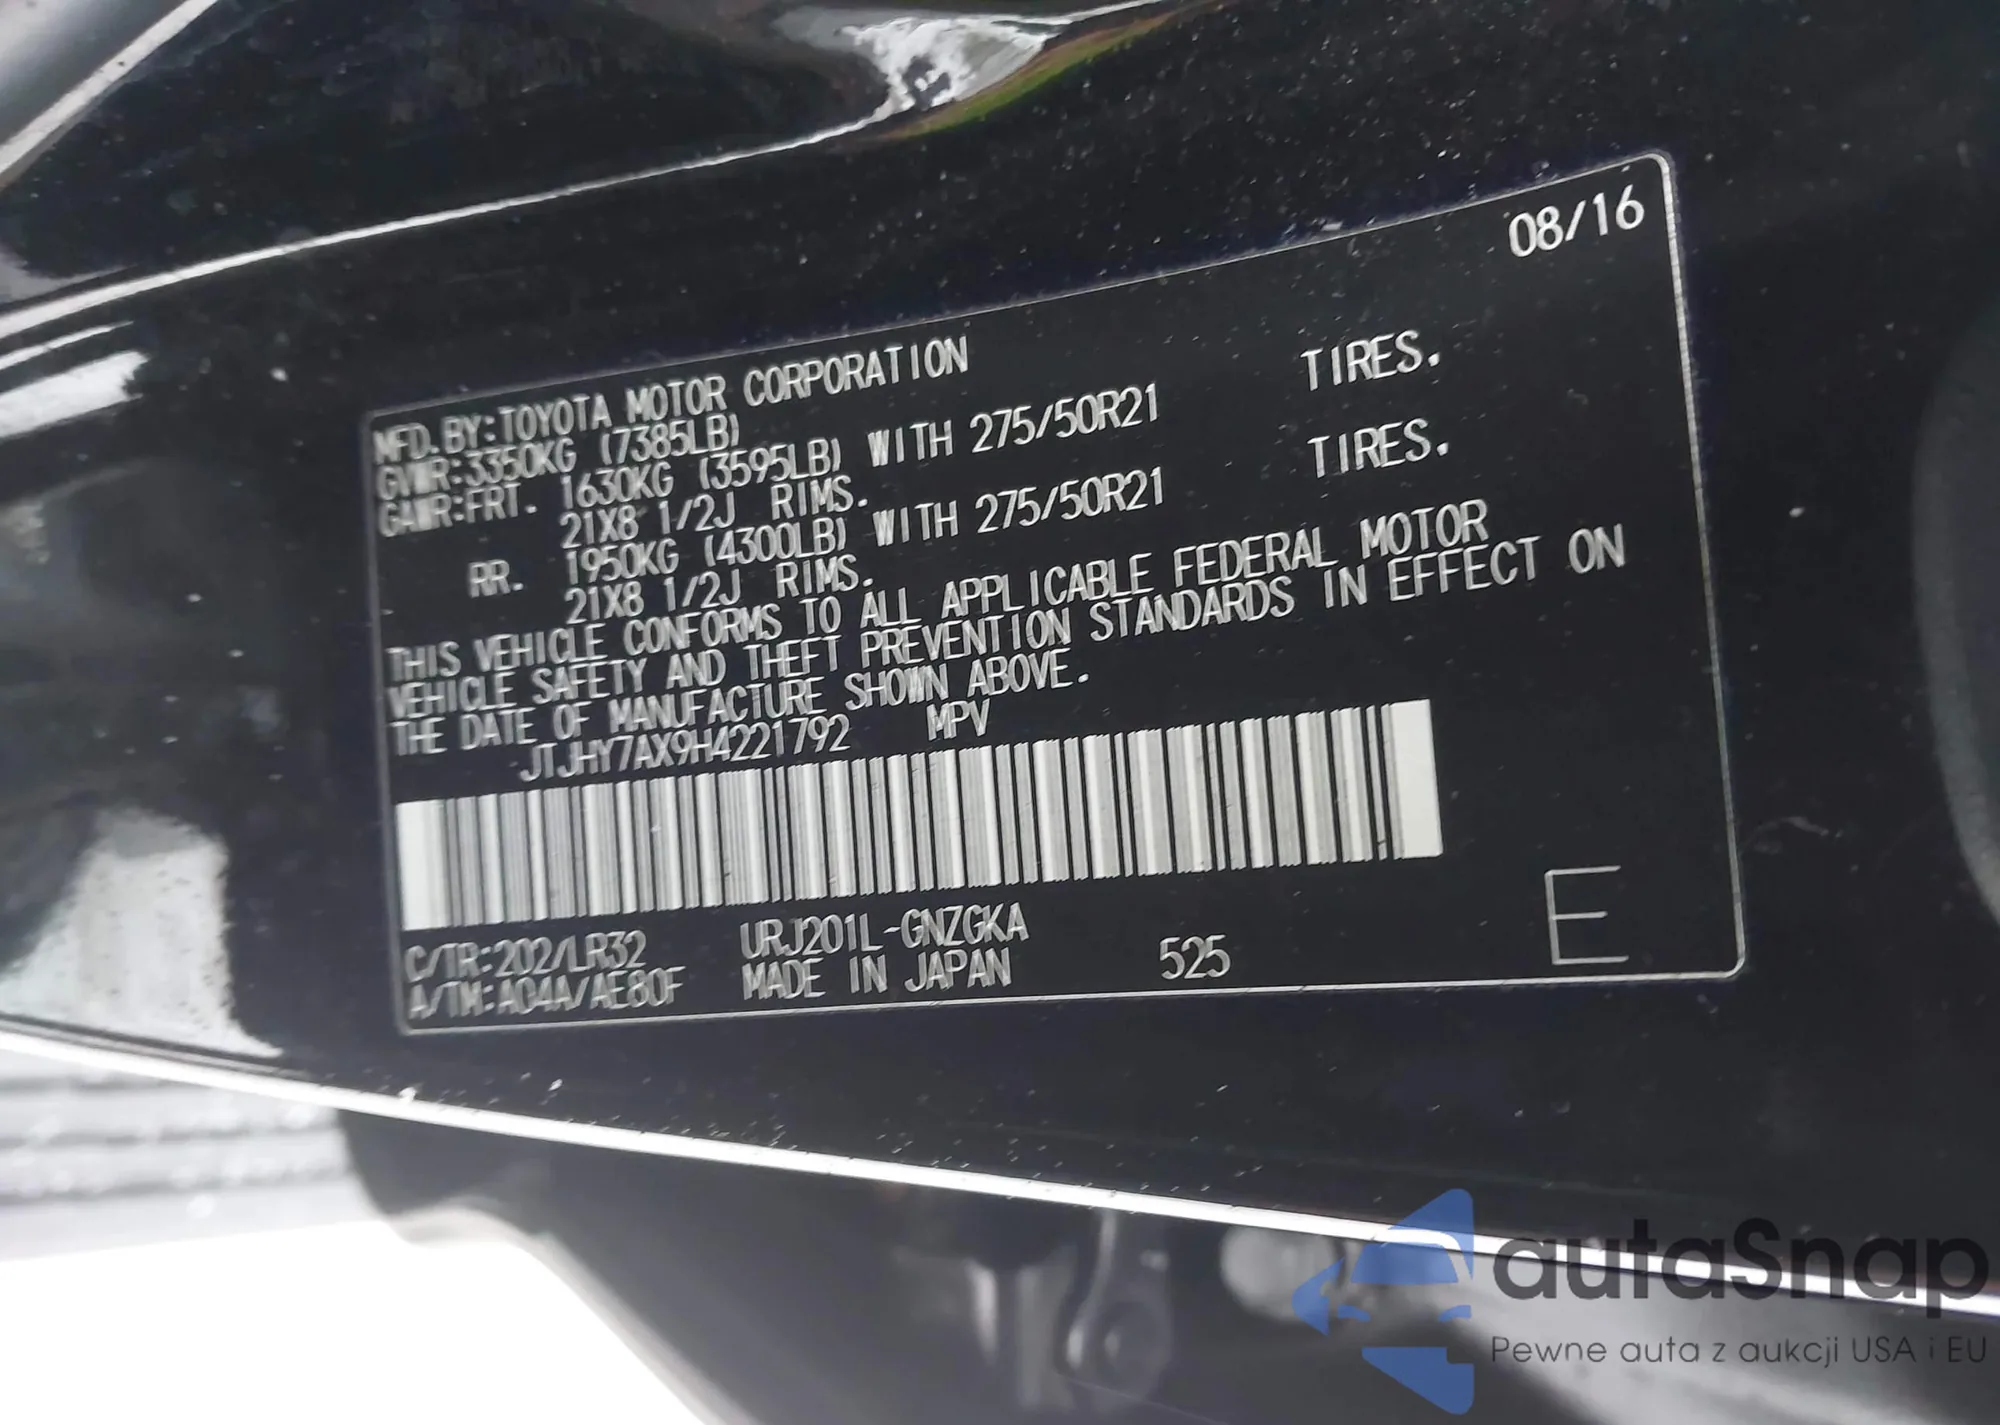 08/16
MFD.BY:TOYOTA MOTOR CORPORATION
GVWR:3350KG (7385LB)
GAWR:FRT. 1630KG (3595LB) WITH 275/50R21 TIRES.
21X8 1/2J RIMS.
RR. 1950KG (4300LB) WITH 275/50R21 TIRES.
21X8 1/2J RIMS.
THIS VEHICLE CONFORMS TO ALL APPLICABLE FEDERAL MOTOR
VEHICLE SAFETY AND THEFT PREVENTION STANDARDS IN EFFECT ON
THE DATE OF MANUFACTURE SHOWN ABOVE.
JTJHY7AX9H4221792 MPV
C/TR:202/LR32 URJ201L-GNZGKA
A/TM:A04A/AE80F MADE IN JAPAN 525 E
autaSnap
Pewne auta z aukcji USA i EU